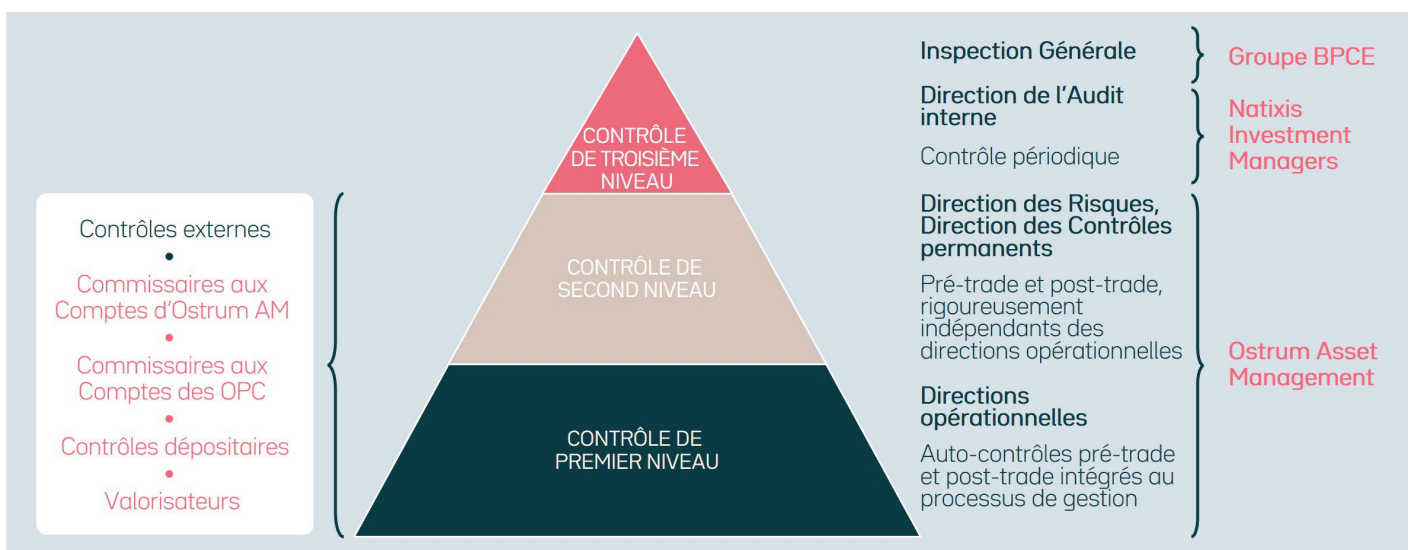 Contrôles externes
•
Commissaires aux
Comptes d'Ostrum AM
•
Commissaires aux
Comptes des OPC
•
Contrôles dépositaires
•
Valorisateurs
CONTRÔLE
DE TROISIÈME
NIVEAU
CONTRÔLE DE
SECOND NIVEAU
CONTRÔLE DE
PREMIER NIVEAU
Inspection Générale
Direction de l'Audit
interne
Contrôle périodique
Direction des Risques,
Direction des Contrôles
permanents
Pré-trade et post-trade,
rigoureusement
indépendants des
directions opérationnelles
Directions
opérationnelles
Auto-contrôles pré-trade
et post-trade intégrés au
processus de gestion
Groupe BPCE
Natixis
Investment
Managers
Ostrum Asset
Management